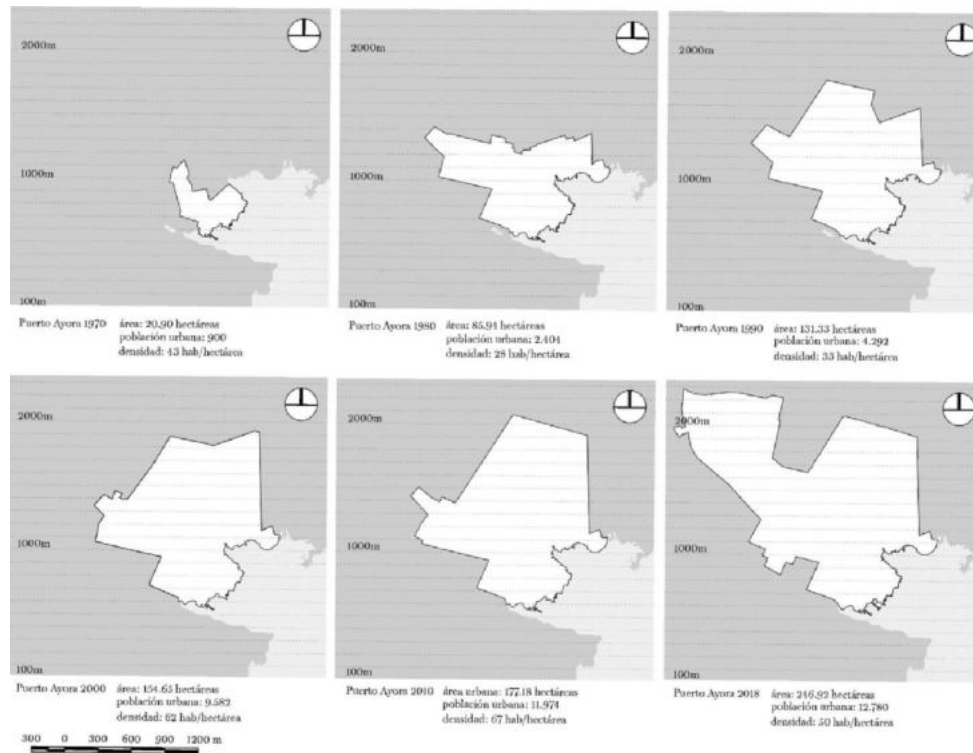 2000m
1000m
100m
Puerto Ayora 1970 área: 20.90 hectáreas
población urbana: 900
densidad: 43 hab/hectárea
2000m
1000m
100m
Puerto Ayora 1980 área: 85.91 hectáreas
población urbana: 2.404
densidad: 28 hab/hectárea
2000m
1000m
100m
Puerto Ayora 1990 área: 131.33 hectáreas
población urbana: 4.292
densidad: 33 hab/hectárea
2000m
1000m
100m
Puerto Ayora 2000 área: 154.65 hectáreas
población urbana: 9.582
densidad: 62 hab/hectárea
2000m
1000m
100m
Puerto Ayora 2010 área urbana: 177.18 hectáreas
población urbana: 11.974
densidad: 67 hab/hectárea
2000m
1000m
100m
Puerto Ayora 2018 área: 246.92 hectáreas
población urbana: 12.780
densidad: 50 hab/hectárea
300 0 300 600 900 1200 m